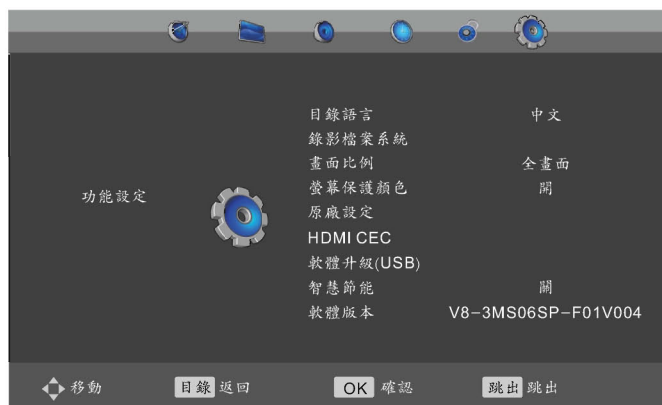 目錄語言 中文
錄影檔案系統
畫面比例 全畫面
功能設定
螢幕保護顏色 開
原廠設定
HDMI CEC
軟體升級(USB)
智慧節能 關
軟體版本 V8-3MS06SP-F01V004
移動 目錄 返回 OK 確認 跳出 跳出